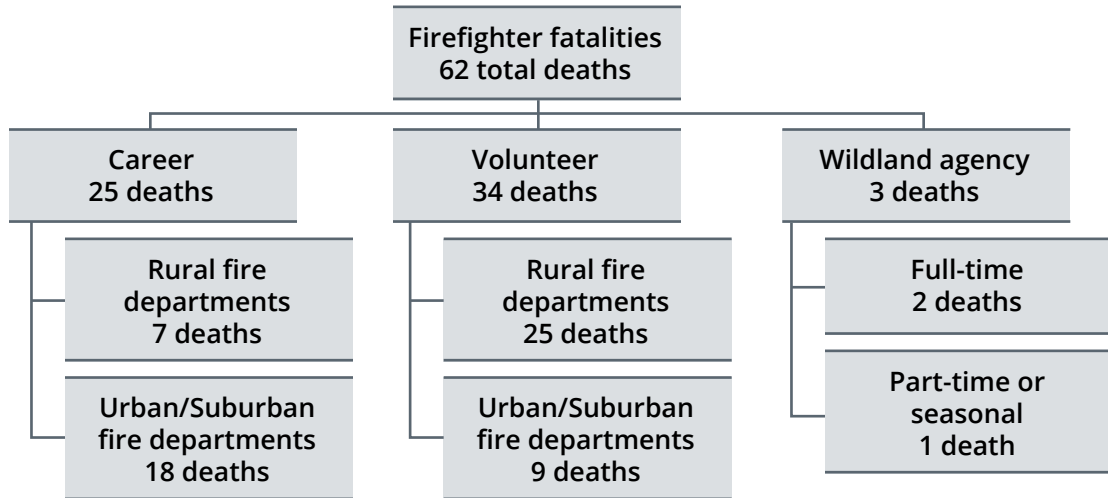 Firefighter fatalities
62 total deaths
Career
25 deaths
Rural fire
departments
7 deaths
Urban/Suburban
fire departments
18 deaths
Volunteer
34 deaths
Rural fire
departments
25 deaths
Urban/Suburban
fire departments
9 deaths
Wildland agency
3 deaths
Full-time
2 deaths
Part-time or
seasonal
1 death